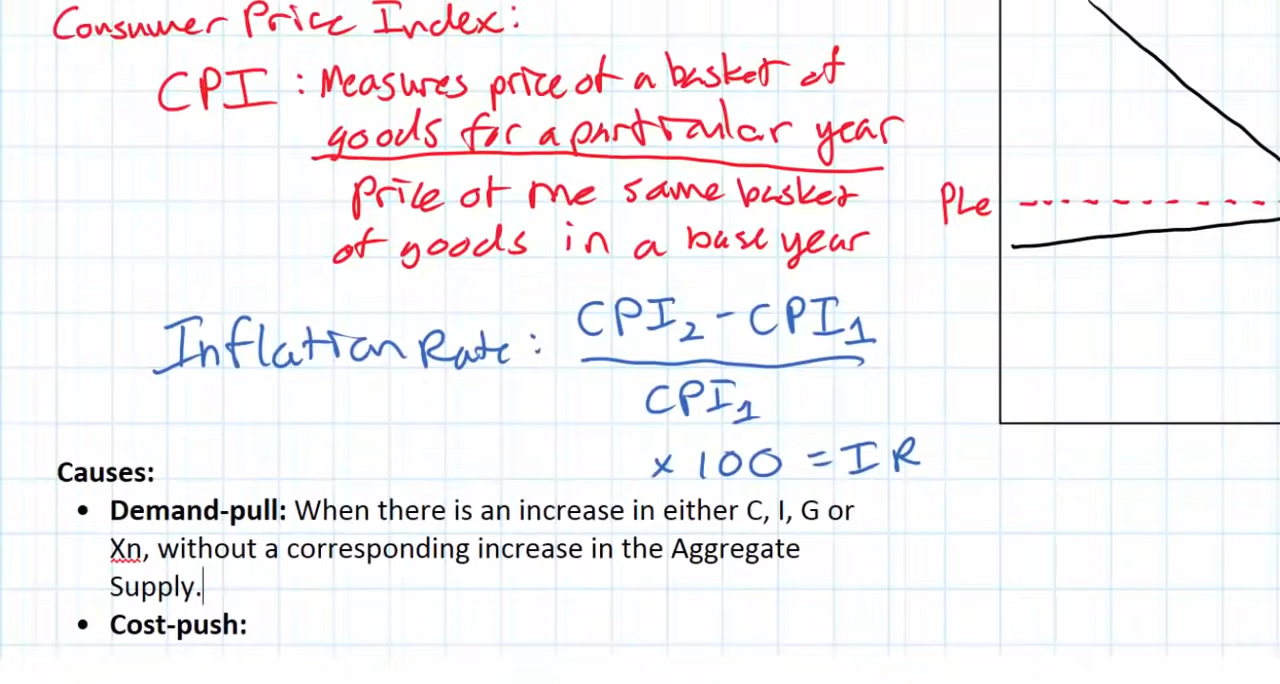 Consumer Price Index:
CPI : Measures price of a basket of
goods for a particular year
Price of the same basket
of goods in a base year
PLe
Inflation Rate: CPI2 - CPI1
CPI1
x 100 = IR
Causes:
• Demand-pull: When there is an increase in either C, I, G or
Xn, without a corresponding increase in the Aggregate
Supply.
• Cost-push: